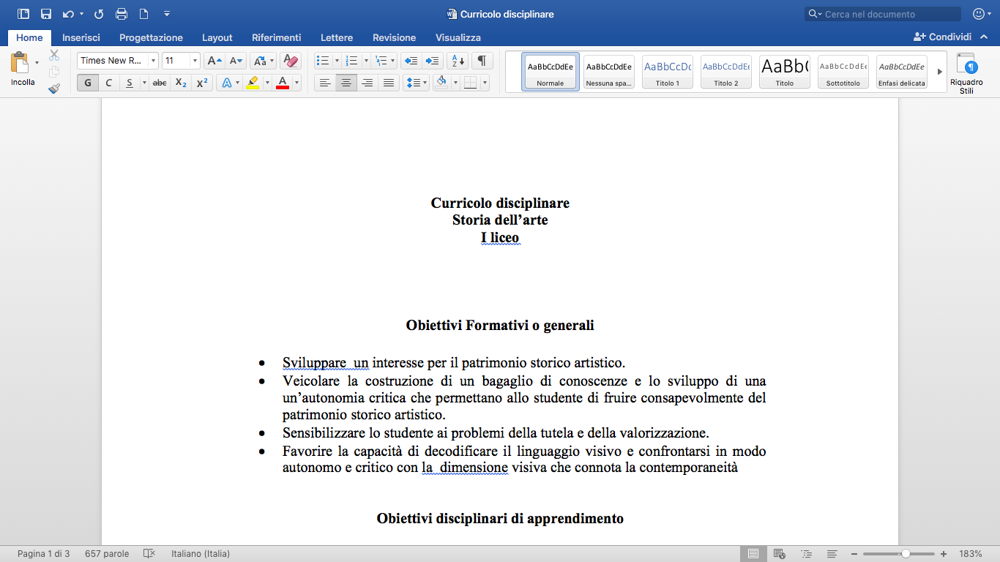 Curricolo disciplinare
Cerca nel documento
Home Inserisci Progettazione Layout Riferimenti Lettere Revisione Visualizza
Condividi
Incolla
Times New R... 11
G C S abc X₂ X²
AaBbCcDdEe AaBbCcDdEe AaBbCcDc AaBbCcDdEe AaBb( AaBbCcDdEe AaBbCcDdEe
Normale Nessuna spa... Titolo 1 Titolo 2 Titolo Sottotitolo Enfasi delicata
Riquadro
Stili
Curricolo disciplinare
Storia dell’arte
I liceo
Obiettivi Formativi o generali
• Sviluppare  un interesse per il patrimonio storico artistico.
• Veicolare la costruzione di un bagaglio di conoscenze e lo sviluppo di una
un’autonomia critica che permettano allo studente di fruire consapevolmente del
patrimonio storico artistico.
• Sensibilizzare lo studente ai problemi della tutela e della valorizzazione.
• Favorire la capacità di decodificare il linguaggio visivo e confrontarsi in modo
autonomo e critico con la  dimensione visiva che connota la contemporaneità
Obiettivi disciplinari di apprendimento
Pagina 1 di 3 657 parole Italiano (Italia) 183%